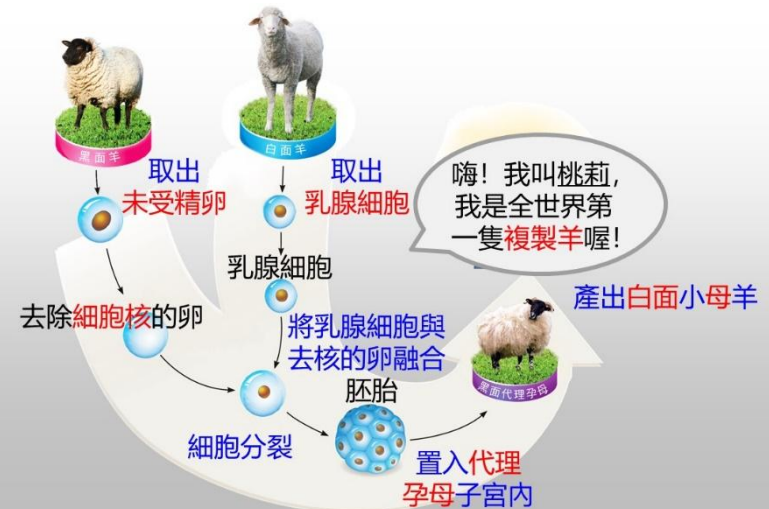 黑面羊
白面羊
取出
未受精卵
取出
乳腺細胞
嗨！我叫桃莉，
我是全世界第
一隻複製羊喔！
乳腺細胞
去除細胞核的卵
將乳腺細胞與
去核的卵融合
產出白面小母羊
胚胎
黑面代理孕母
細胞分裂
置入代理
孕母子宮內